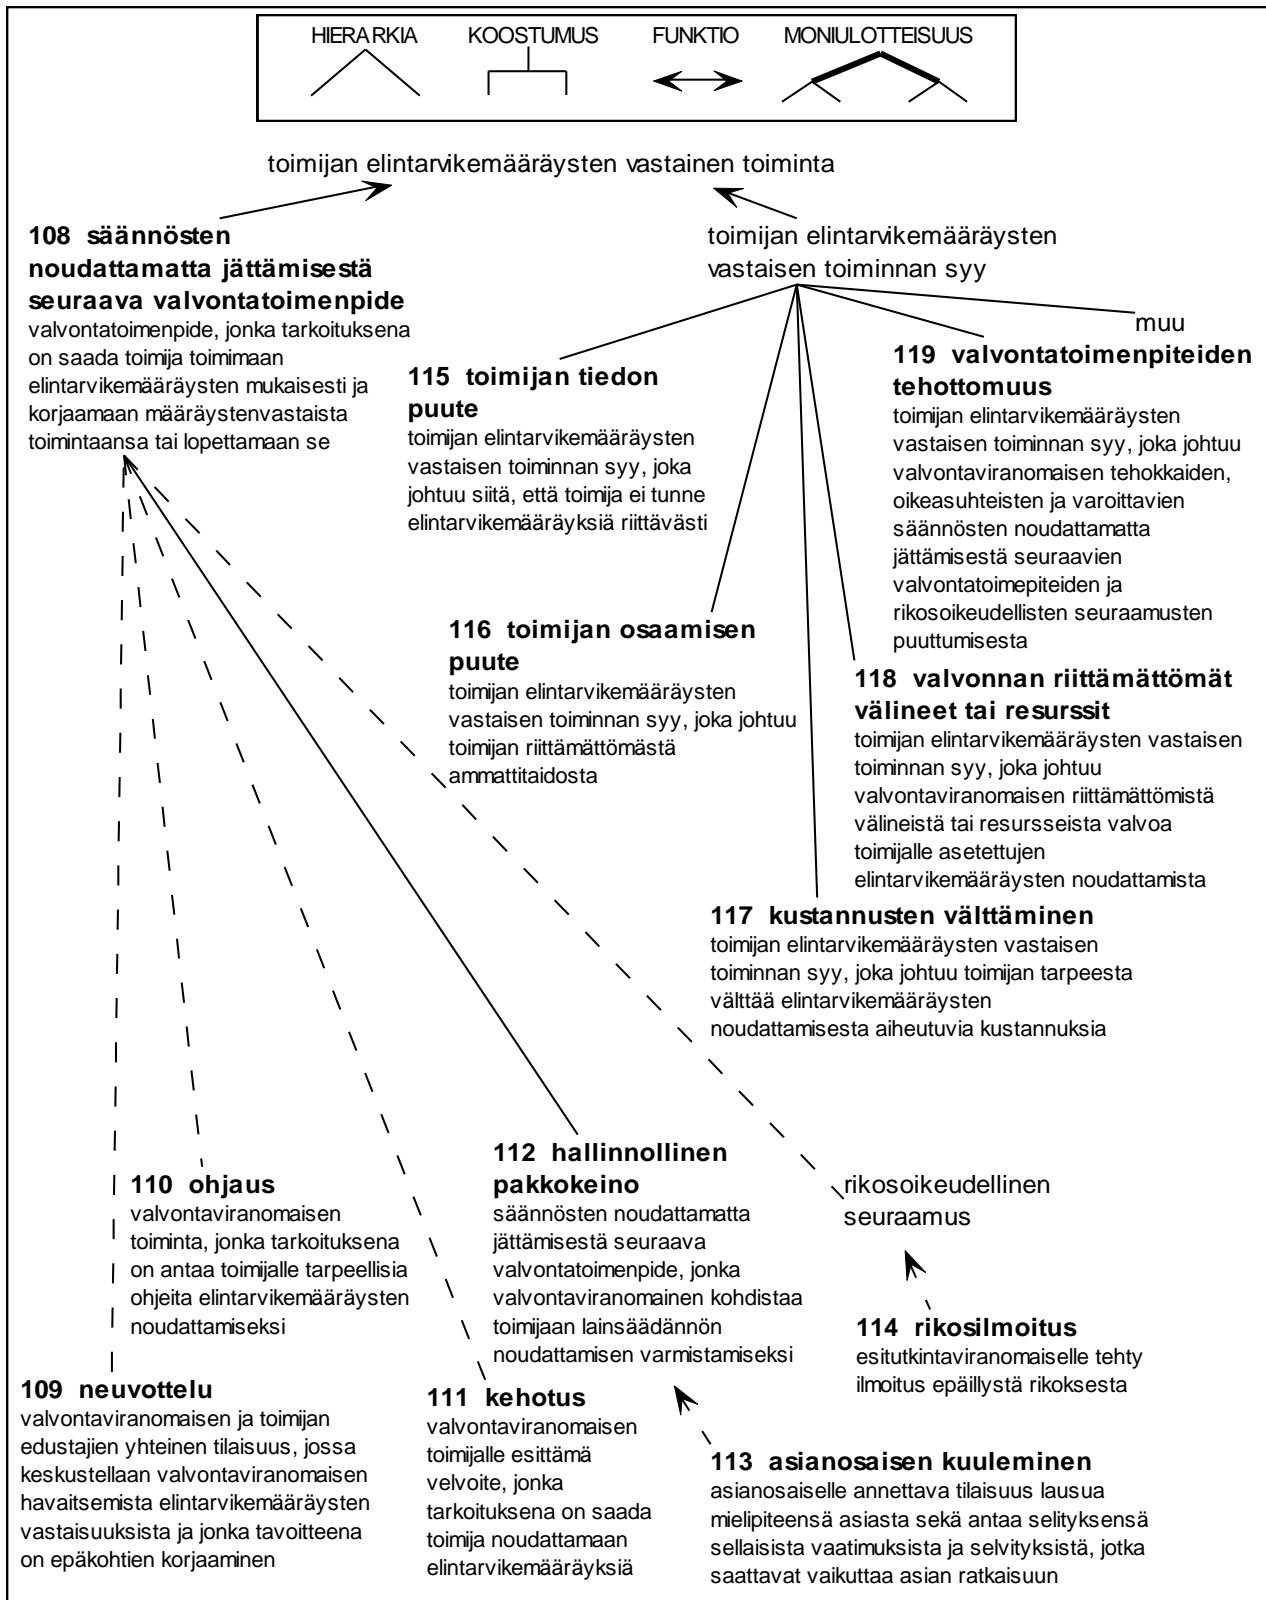 HIERARKIA KOOSTUMUS FUNKTIO MONIULOTTEISUUS
toimijan elintarvikemääräysten vastainen toiminta
108 säännösten
noudattamatta jättämisestä
seuraava valvontatoimenpide
valvontatoimenpide, jonka tarkoituksena
on saada toimija toimimaan
elintarvikemääräysten mukaisesti ja
korjaamaan määräystenvastaista
toimintaansa tai lopettamaan se
toimijan elintarvikemääräysten
vastaisen toiminnan syy
muu
115 toimijan tiedon
puute
toimijan elintarvikemääräysten
vastaisen toiminnan syy, joka
johtuu siitä, että toimija ei tunne
elintarvikemääräyksiä riittävästi
119 valvontatoimenpiteiden
tehottomuus
toimijan elintarvikemääräysten
vastaisen toiminnan syy, joka johtuu
valvontaviranomaisen tehokkaiden,
oikeasuhteisten ja varoittavien
säännösten noudattamatta
jättämisestä seuraavien
valvontatoimepiteiden ja
rikosoikeudellisten seuraamusten
puuttumisesta
116 toimijan osaamisen
puute
toimijan elintarvikemääräysten
vastaisen toiminnan syy, joka johtuu
toimijan riittämättömästä
ammattitaidosta
118 valvonnan riittämättömät
välineet tai resurssit
toimijan elintarvikemääräysten vastaisen
toiminnan syy, joka johtuu
valvontaviranomaisen riittämättömistä
välineistä tai resursseista valvoa
toimijalle asetettujen
elintarvikemääräysten noudattamista
117 kustannusten välttäminen
toimijan elintarvikemääräysten vastaisen
toiminnan syy, joka johtuu toimijan tarpeesta
välttää elintarvikemääräysten
noudattamisesta aiheutuvia kustannuksia
110 ohjaus
valvontaviranomaisen
toiminta, jonka tarkoituksena
on antaa toimijalle tarpeellisia
ohjeita elintarvikemääräysten
noudattamiseksi
112 hallinnollinen
pakkokeino
säännösten noudattamatta
jättämisestä seuraava
valvontatoimenpide, jonka
valvontaviranomainen kohdistaa
toimijaan lainsäädännön
noudattamisen varmistamiseksi
rikosoikeudellinen
seuraamus
114 rikosilmoitus
esitutkintaviranomaiselle tehty
ilmoitus epäillystä rikoksesta
109 neuvottelu
valvontaviranomaisen ja toimijan
edustajien yhteinen tilaisuus, jossa
keskustellaan valvontaviranomaisen
havaitsemista elintarvikemääräysten
vastaisuuksista ja jonka tavoitteena
on epäkohtien korjaaminen
111 kehotus
valvontaviranomaisen
toimijalle esittämä
velvoite, jonka
tarkoituksena on saada
toimija noudattamaan
elintarvikemääräyksiä
113 asianosaisen kuuleminen
asianosaiselle annettava tilaisuus lausua
mielipiteensä asiasta sekä antaa selityksensä
sellaisista vaatimuksista ja selvityksistä, jotka
saattavat vaikuttaa asian ratkaisuun